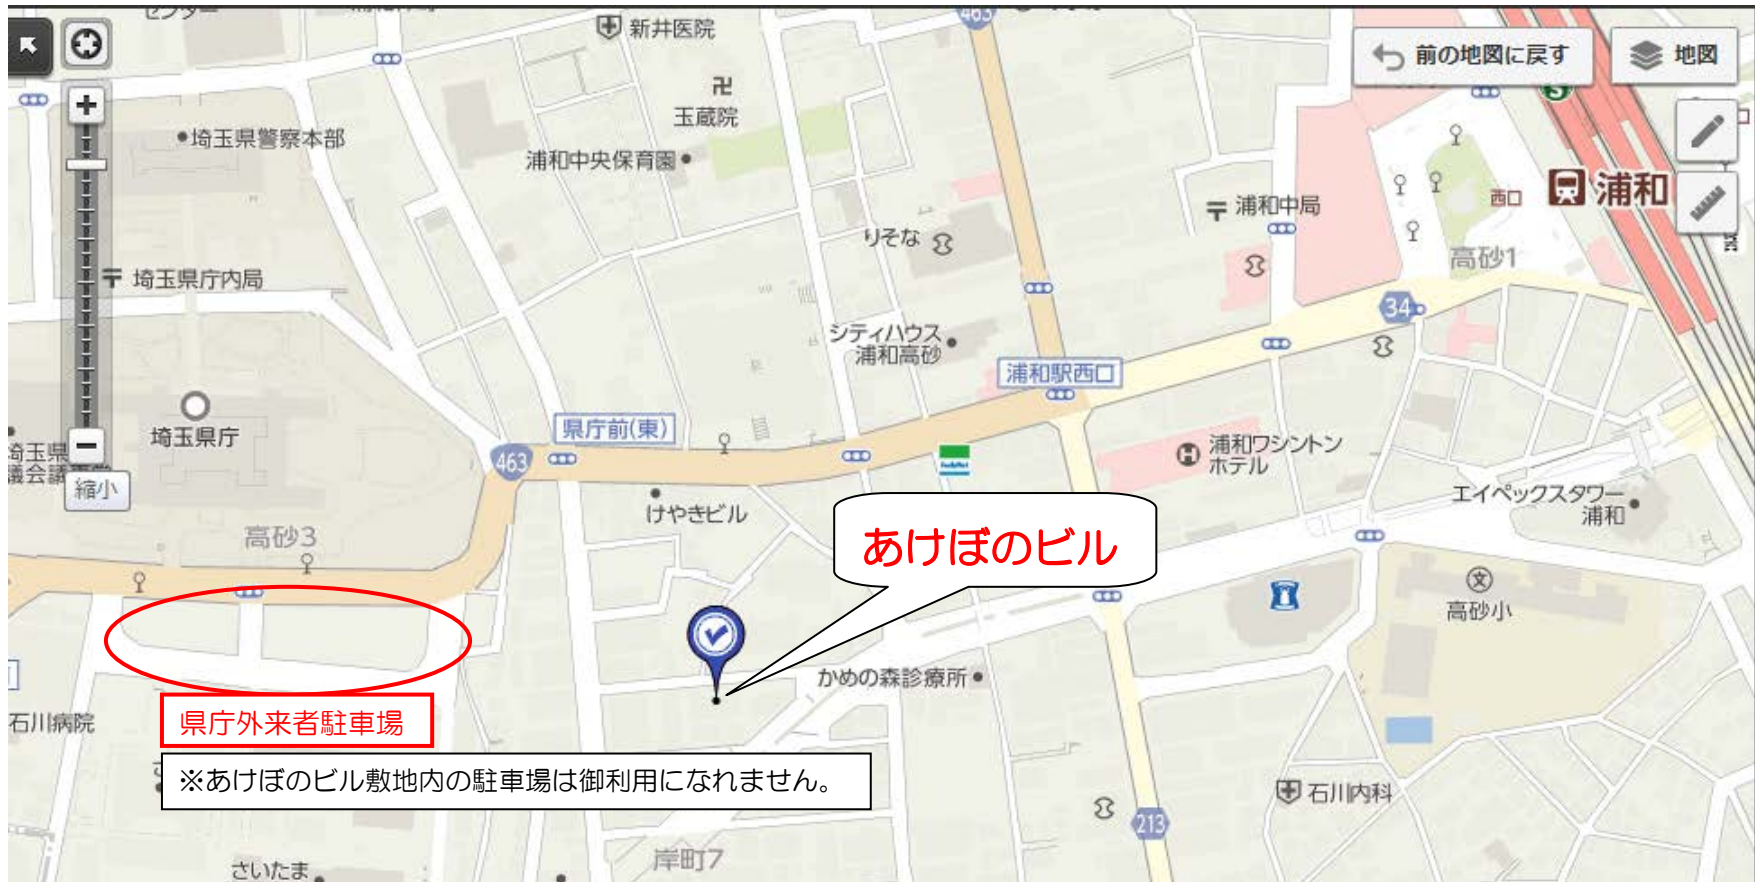 センター
新井医院
463
前の地図に戻す
地図
玉蔵院
埼玉県警察本部
浦和中央保育園
西口
浦和
浦和中局
りそな
高砂1
埼玉県庁内局
34
シティハウス
浦和高砂
浦和駅西口
埼玉県庁
県庁前(東)
463
浦和ワシントン
ホテル
FamilyMart
縮小
エイペックスタワー
浦和
けやきビル
高砂3
あけぼのビル
文
高砂小
かめの森診療所
石川病院
県庁外来者駐車場
※あけぼのビル敷地内の駐車場は御利用になれません。
石川内科
213
岸町7
さいたま